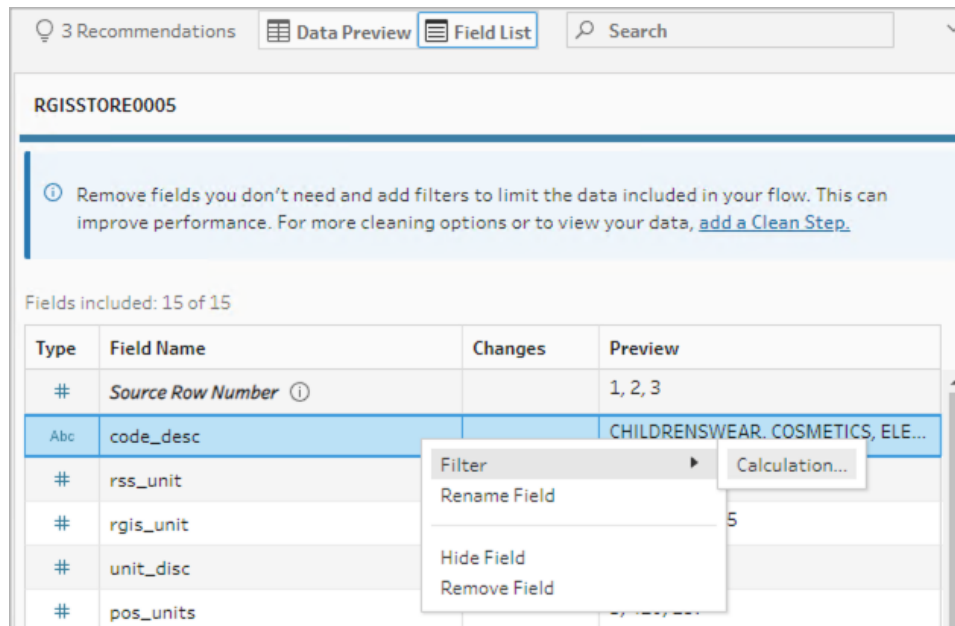 3 Recommendations Data Preview Field List Search
RGISSTORE0005
Remove fields you don't need and add filters to limit the data included in your flow. This can
improve performance. For more cleaning options or to view your data, add a Clean Step.
Fields included: 15 of 15
Type Field Name Changes Preview
# Source Row Number 1, 2, 3
Abc code_desc CHILDRENSWEAR, COSMETICS, ELE...
Filter Calculation...
# rss_unit
Rename Field
# rgis_unit 5
Hide Field
# unit_disc
Remove Field
# pos_units